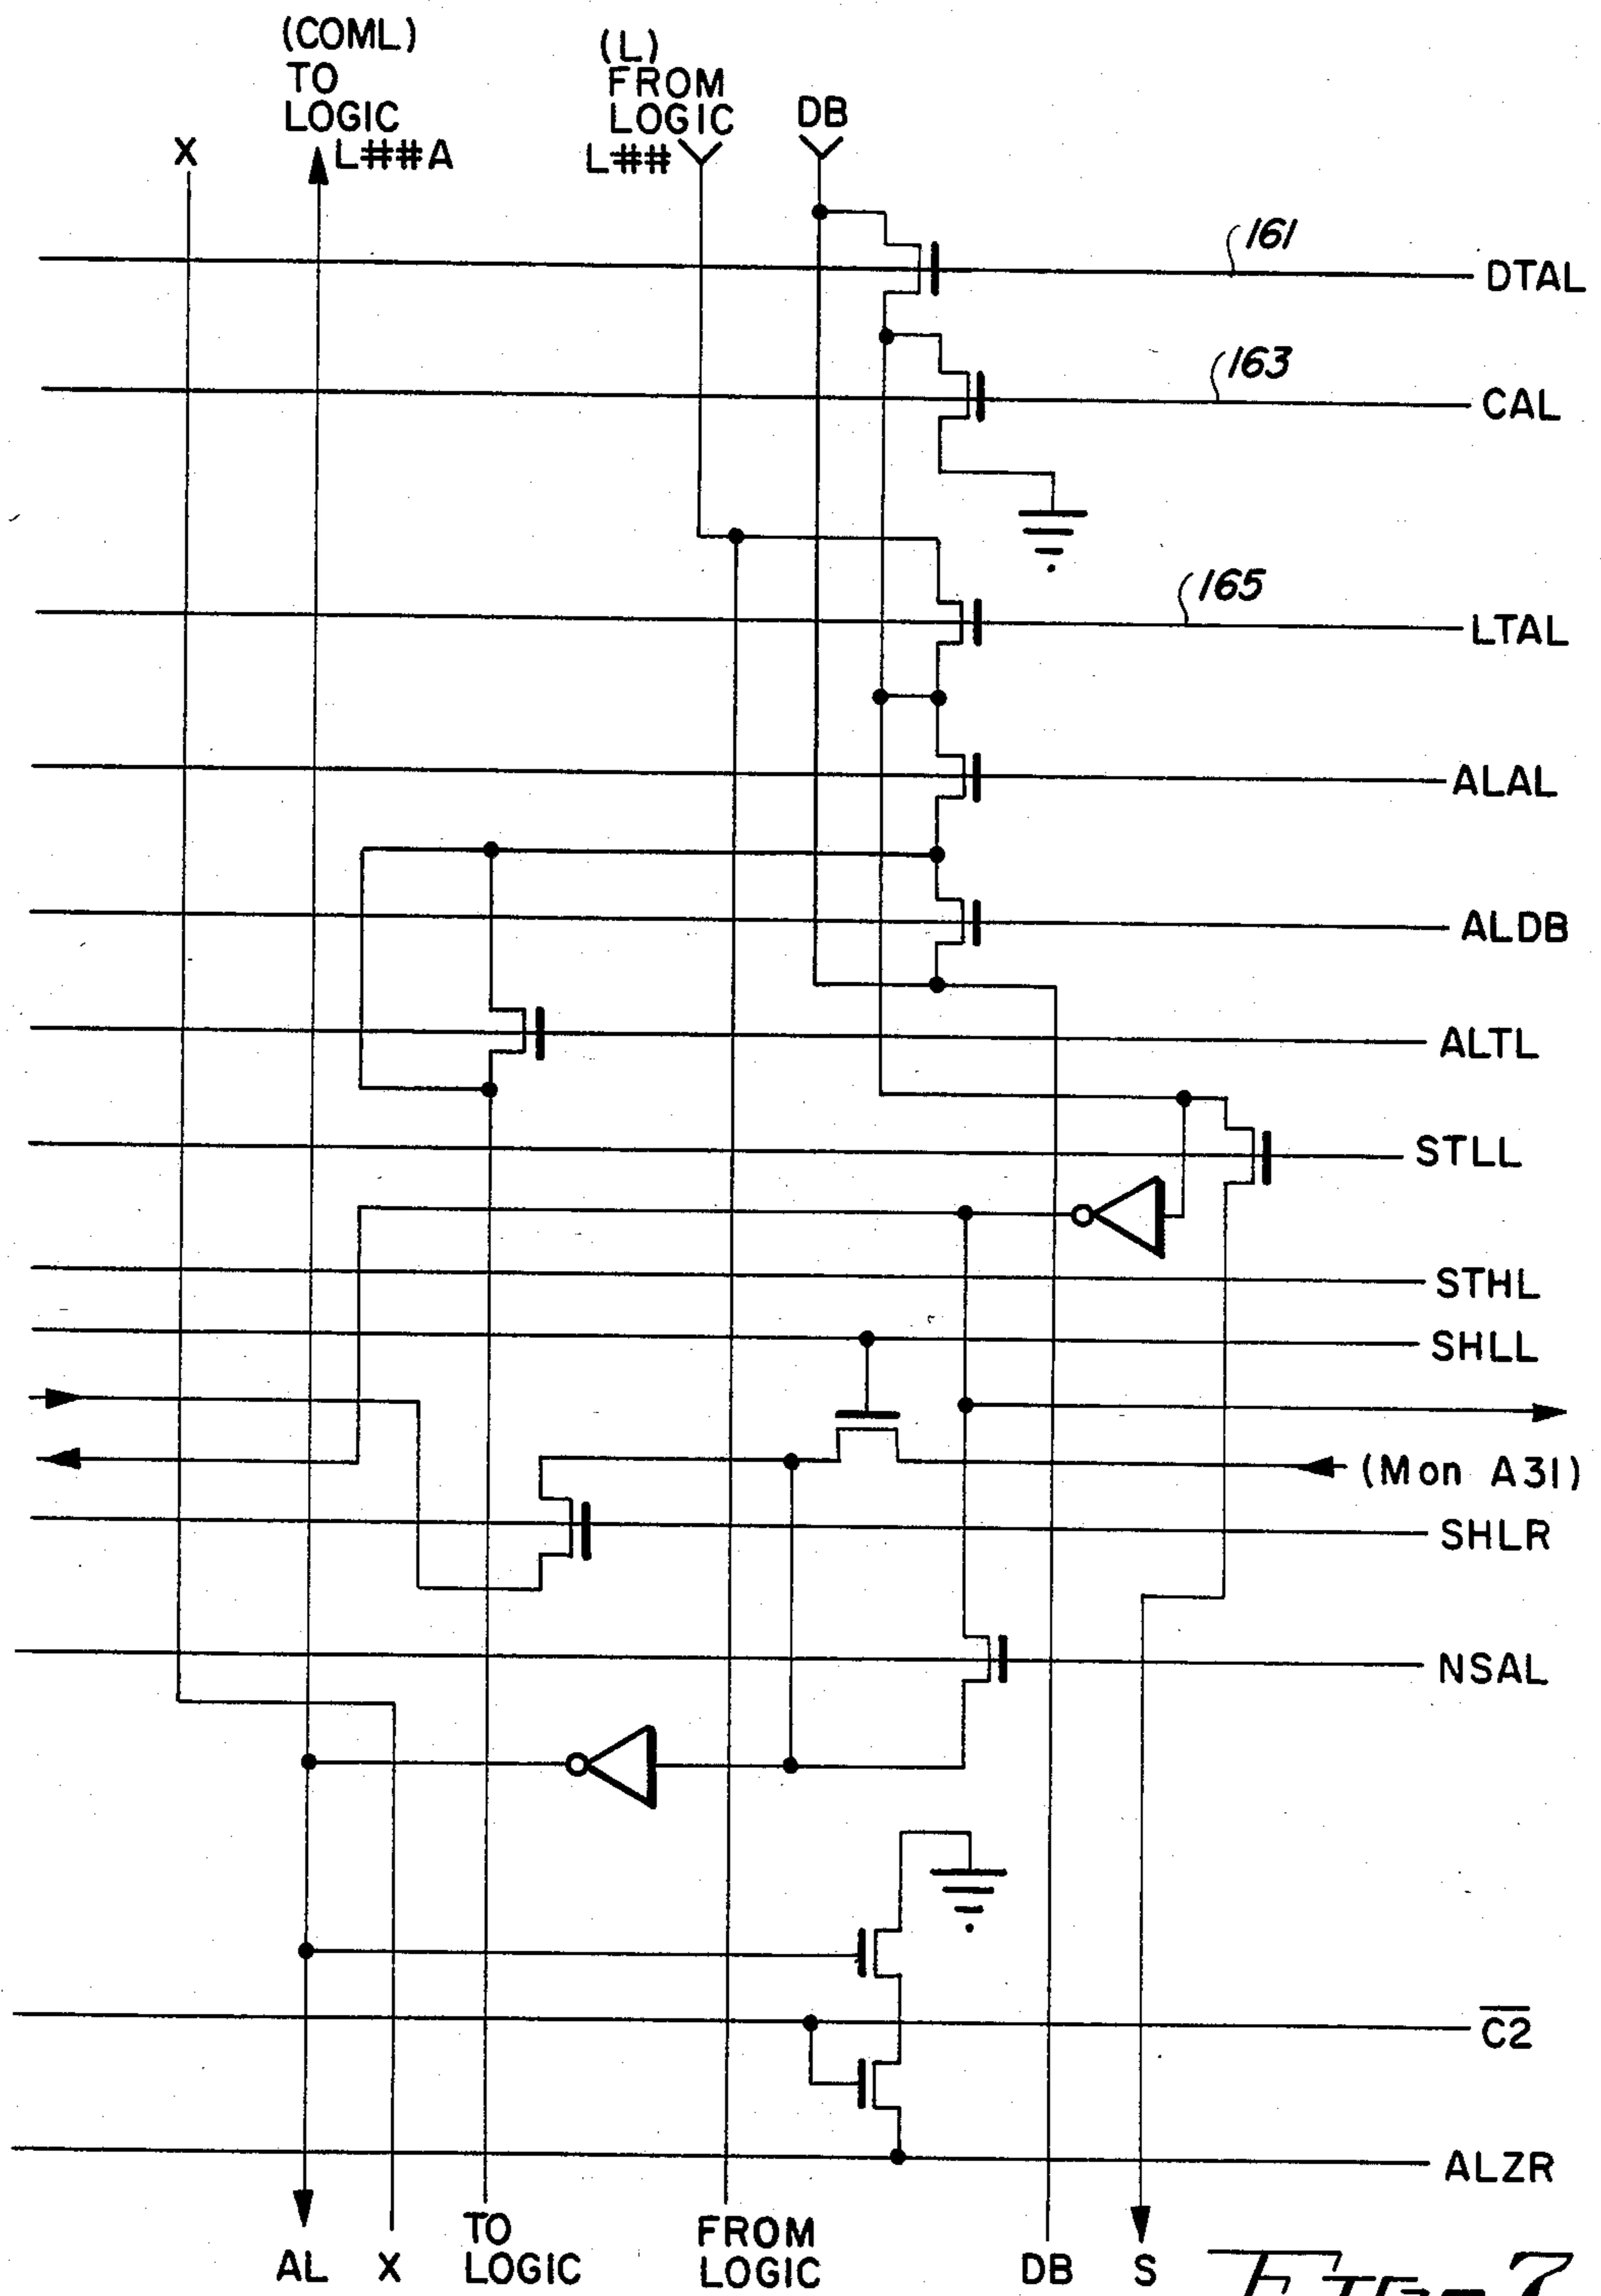 (COML)
TO
LOGIC
L##A
X
(L)
FROM
LOGIC
L##
DB
161
DTAL
163
CAL
165
LTAL
ALAL
ALDB
ALTL
STLL
STHL
SHLL
(Mon A31)
SHLR
NSAL
C̅2̅
ALZR
AL
X
TO
LOGIC
FROM
LOGIC
DB
S